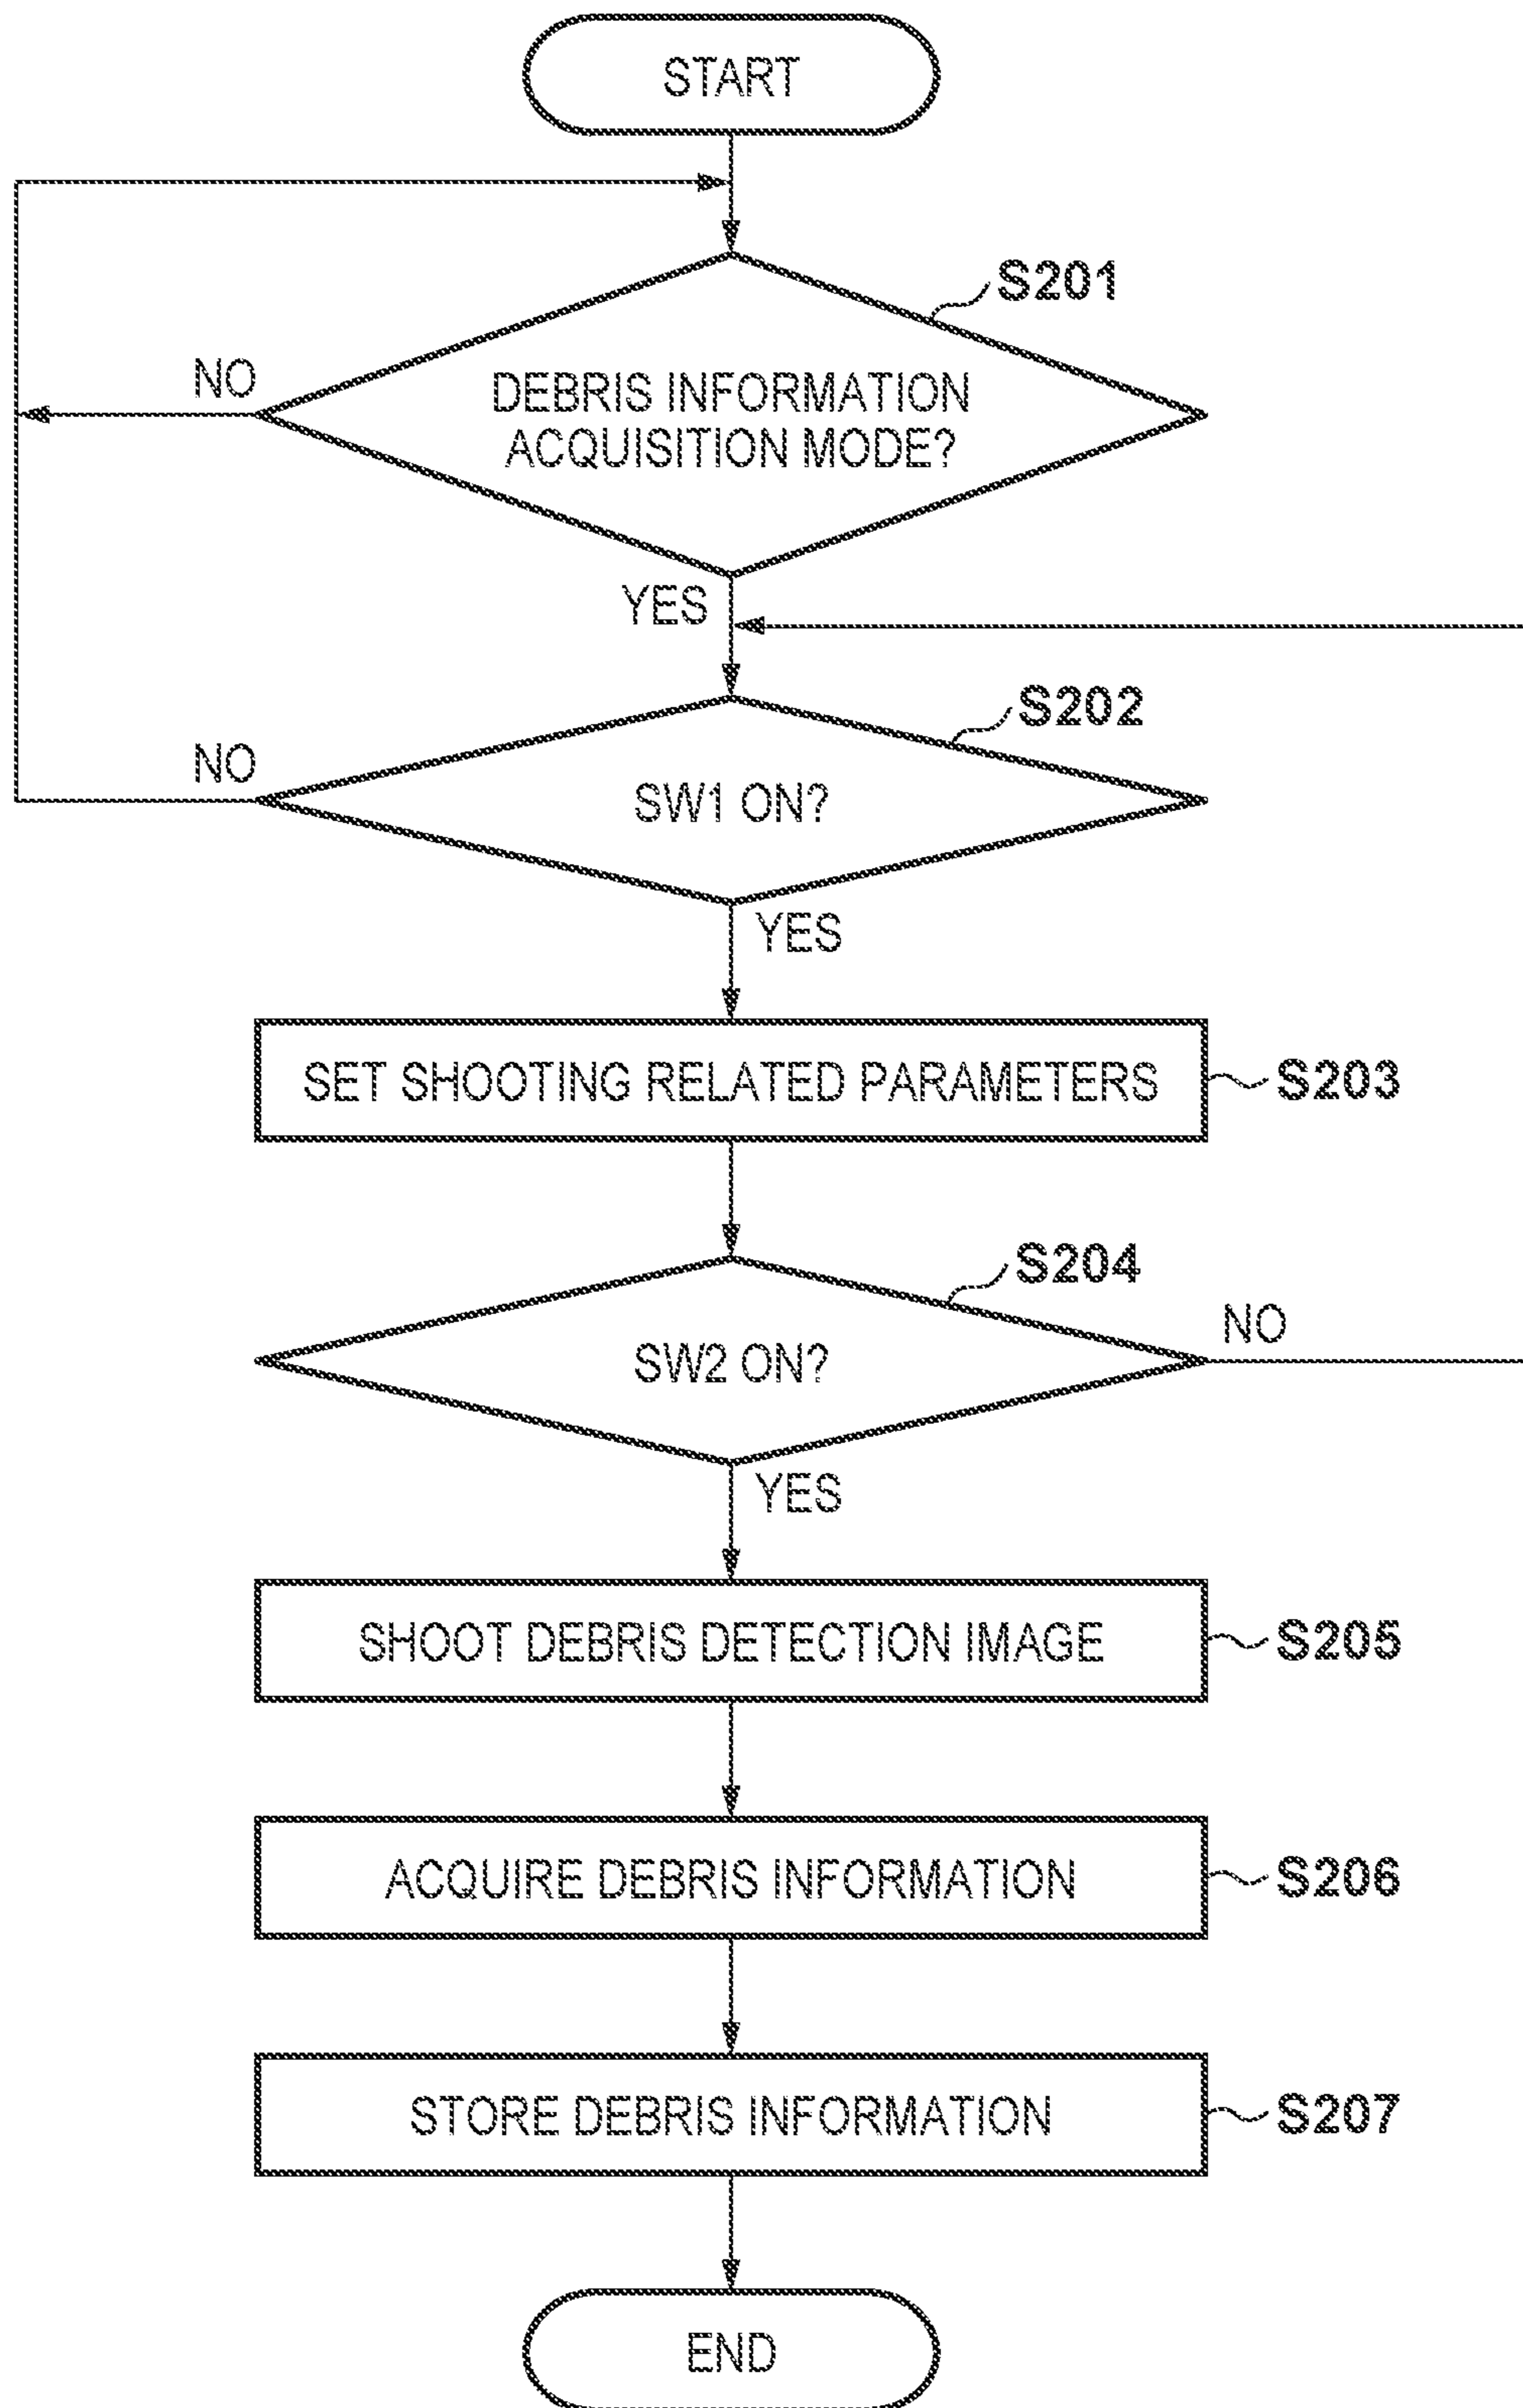 START
S201
NO
DEBRIS INFORMATION
ACQUISITION MODE?
YES
S202
NO
SW1 ON?
YES
SET SHOOTING RELATED PARAMETERS
S203
S204
NO
SW2 ON?
YES
SHOOT DEBRIS DETECTION IMAGE
S205
ACQUIRE DEBRIS INFORMATION
S206
STORE DEBRIS INFORMATION
S207
END